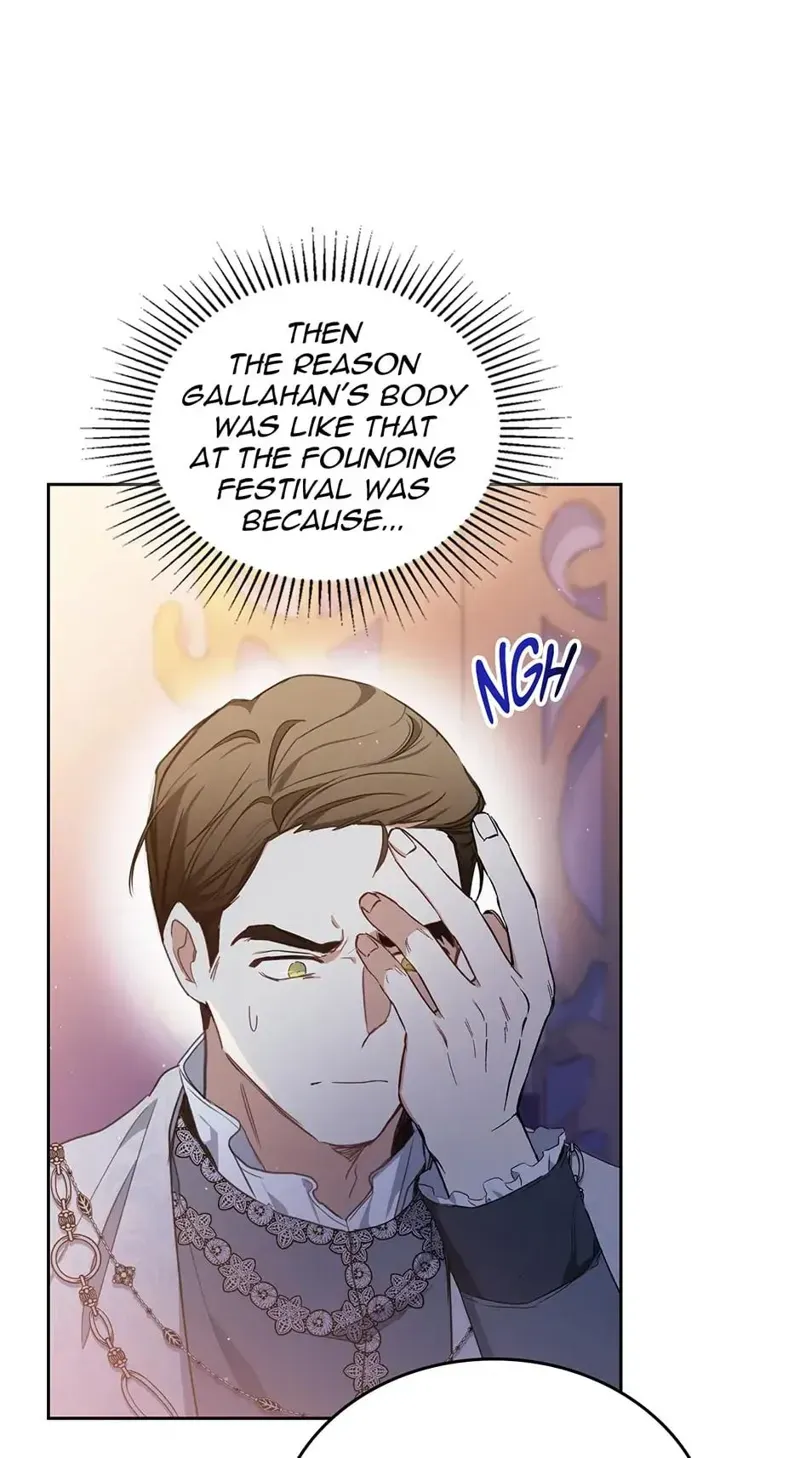 THEN
THE REASON
GALLAHAN'S BODY
WAS LIKE THAT
AT THE FOUNDING
FESTIVAL WAS
BECAUSE...
NGH